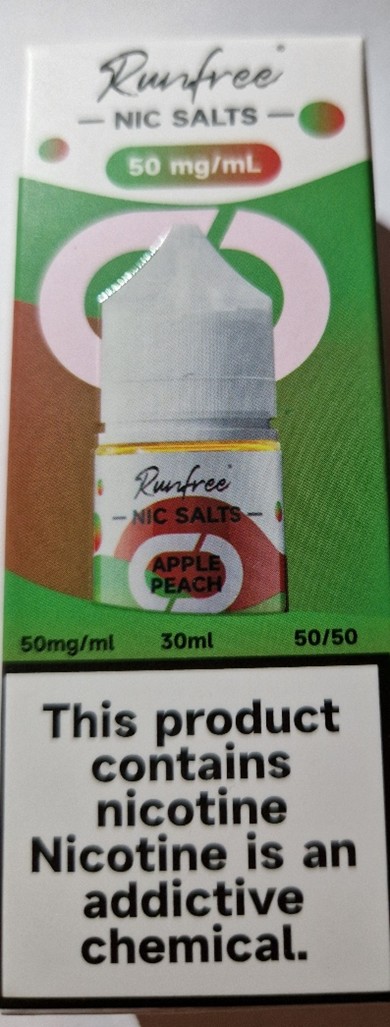 Runfree
— NIC SALTS —
50 mg/mL
Runfree
— NIC SALTS —
APPLE
PEACH
50mg/ml 30ml 50/50
This product
contains
nicotine
Nicotine is an
addictive
chemical.